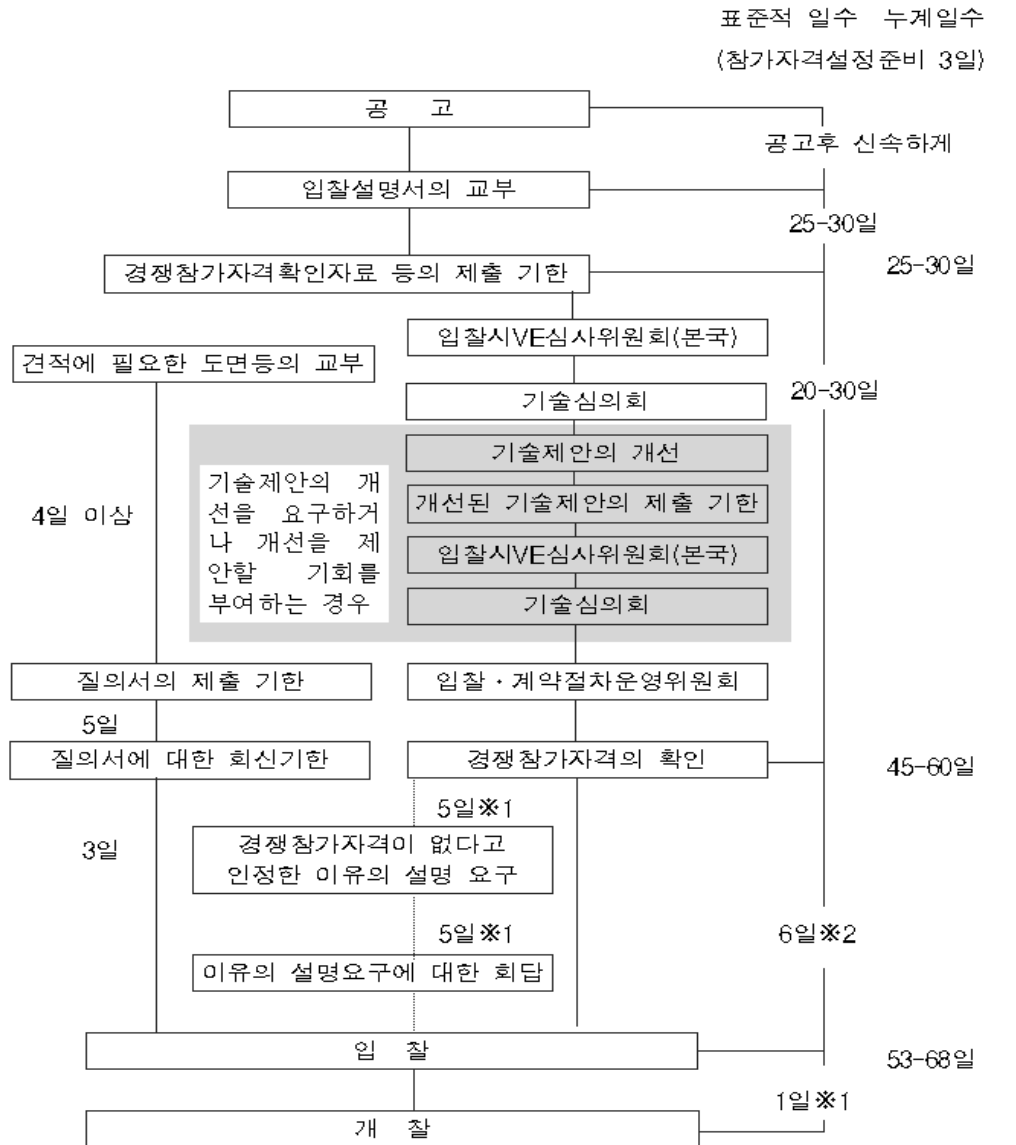 표준적 일수 누계일수
(참가자격설정준비 3일)
공 고
공고후 신속하게
입찰설명서의 교부
25-30일
경쟁참가자격확인자료 등의 제출 기한
25-30일
입찰시VE심사위원회(본국)
견적에 필요한 도면등의 교부
기술심의회
20-30일
기술제안의 개선
기술제안의 개
선을 요구하거
나 개선을 제
안할 기회를
부여하는 경우
개선된 기술제안의 제출 기한
4일 이상
입찰시VE심사위원회(본국)
기술심의회
질의서의 제출 기한
입찰·계약절차운영위원회
5일
질의서에 대한 회신기한
경쟁참가자격의 확인
45-60일
5일※1
3일
경쟁참가자격이 없다고
인정한 이유의 설명 요구
5일※1
6일※2
이유의 설명요구에 대한 회답
입 찰
53-68일
1일※1
개 찰